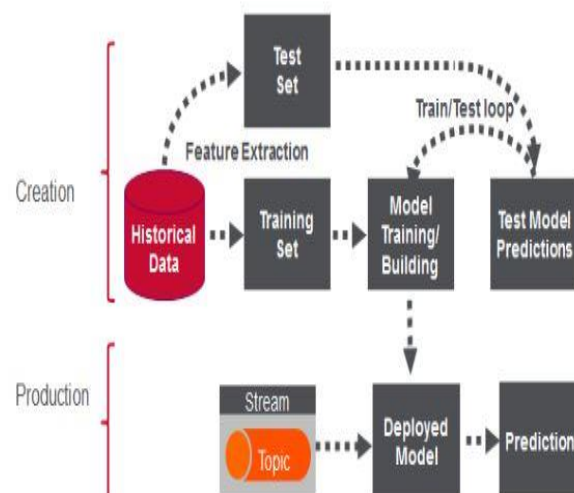 Test
Set
Train/Test loop
Feature Extraction
Creation
Historical
Data
Training
Set
Model
Training/
Building
Test Model
Predictions
Production
Stream
Topic
Deployed
Model
Prediction